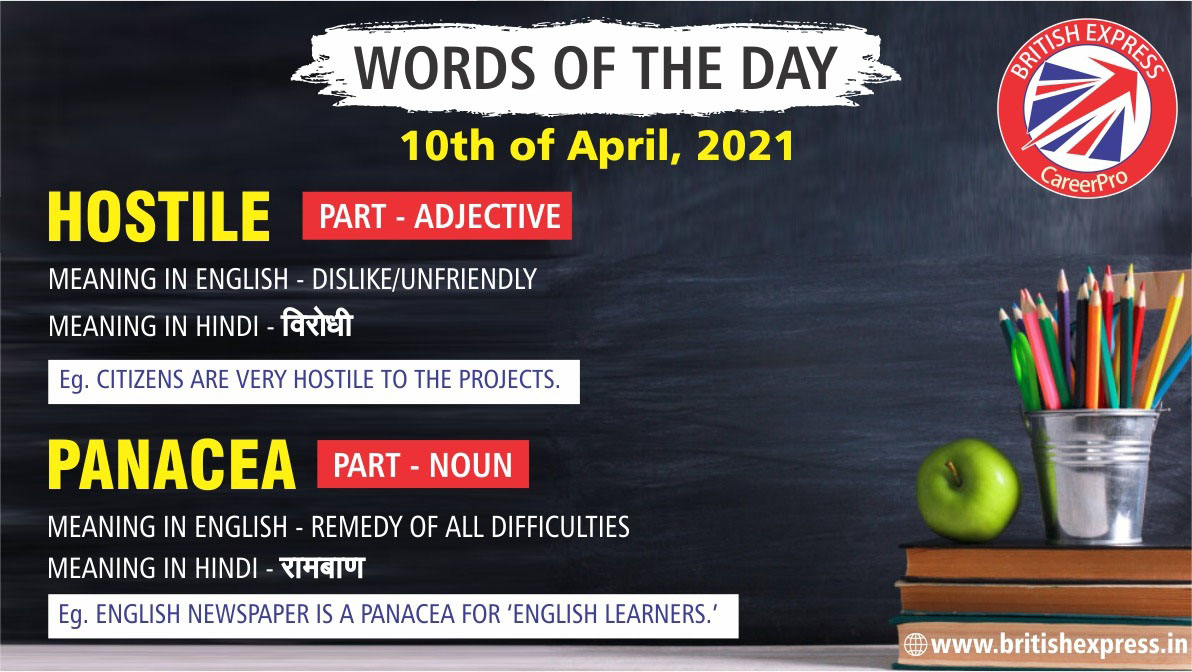 WORDS OF THE DAY
10th of April, 2021
BRITISH EXPRESS
CareerPro
HOSTILE PART - ADJECTIVE
MEANING IN ENGLISH - DISLIKE/UNFRIENDLY
MEANING IN HINDI - विरोधी
Eg. CITIZENS ARE VERY HOSTILE TO THE PROJECTS.
PANACEA PART - NOUN
MEANING IN ENGLISH - REMEDY OF ALL DIFFICULTIES
MEANING IN HINDI - रामबाण
Eg. ENGLISH NEWSPAPER IS A PANACEA FOR ‘ENGLISH LEARNERS.’
www.britishexpress.in